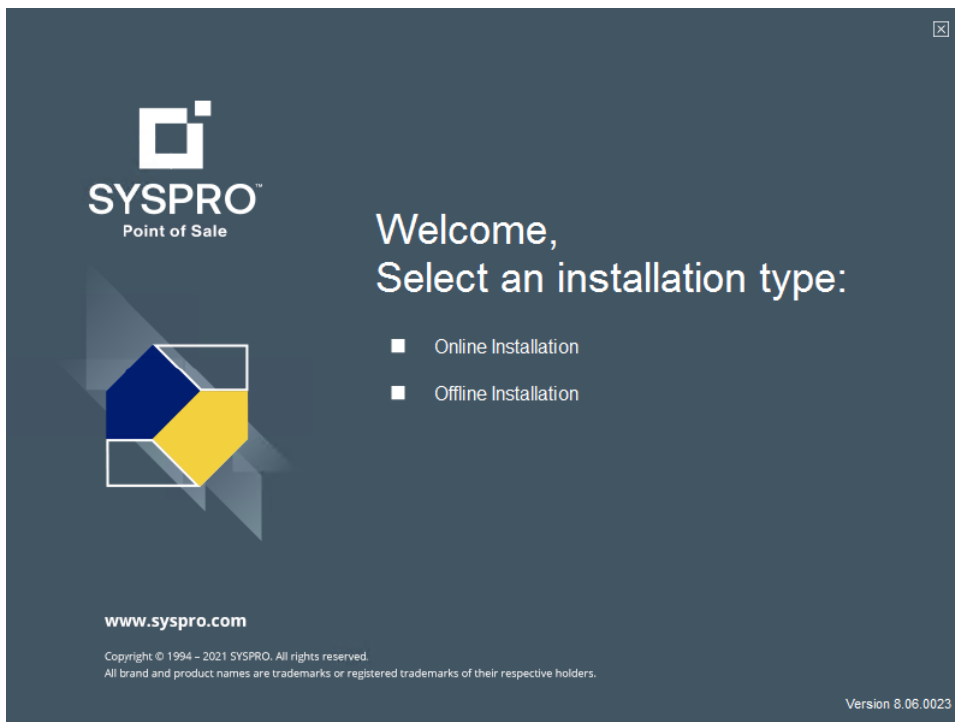 SYSPRO™
Point of Sale
Welcome,
Select an installation type:
Online Installation
Offline Installation
www.syspro.com
Copyright © 1994 – 2021 SYSPRO. All rights reserved.
All brand and product names are trademarks or registered trademarks of their respective holders.
Version 8.06.0023